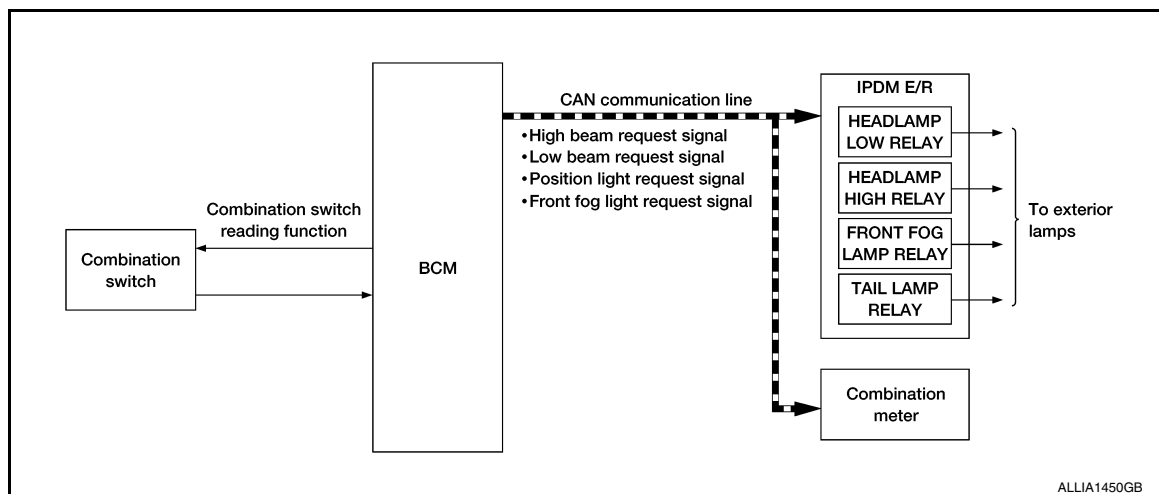 CAN communication line
•High beam request signal
•Low beam request signal
•Position light request signal
•Front fog light request signal
Combination switch
reading function
Combination
switch
BCM
IPDM E/R
HEADLAMP
LOW RELAY
HEADLAMP
HIGH RELAY
FRONT FOG
LAMP RELAY
TAIL LAMP
RELAY
To exterior
lamps
Combination
meter
ALLIA1450GB